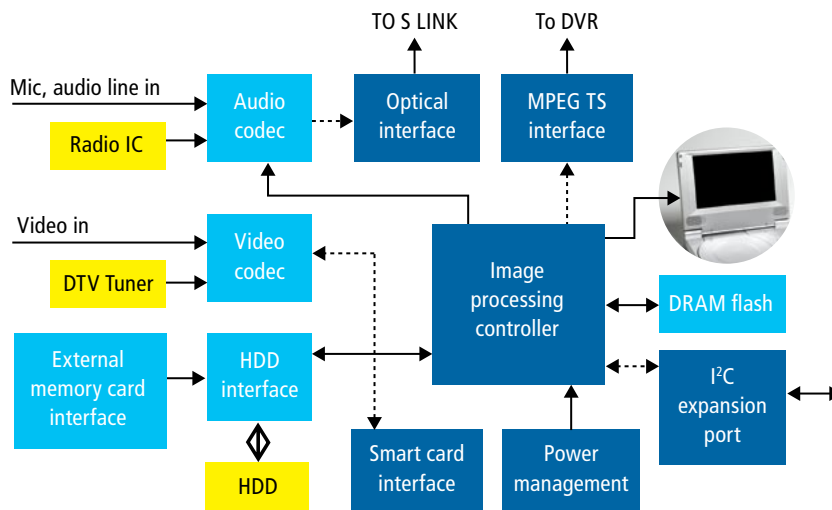 TO S LINK
To DVR
Mic, audio line in
Audio
codec
Optical
interface
MPEG TS
interface
Radio IC
Video in
Video
codec
DTV Tuner
Image
processing
controller
DRAM flash
External
memory card
interface
HDD
interface
I²C
expansion
port
HDD
Smart card
interface
Power
management